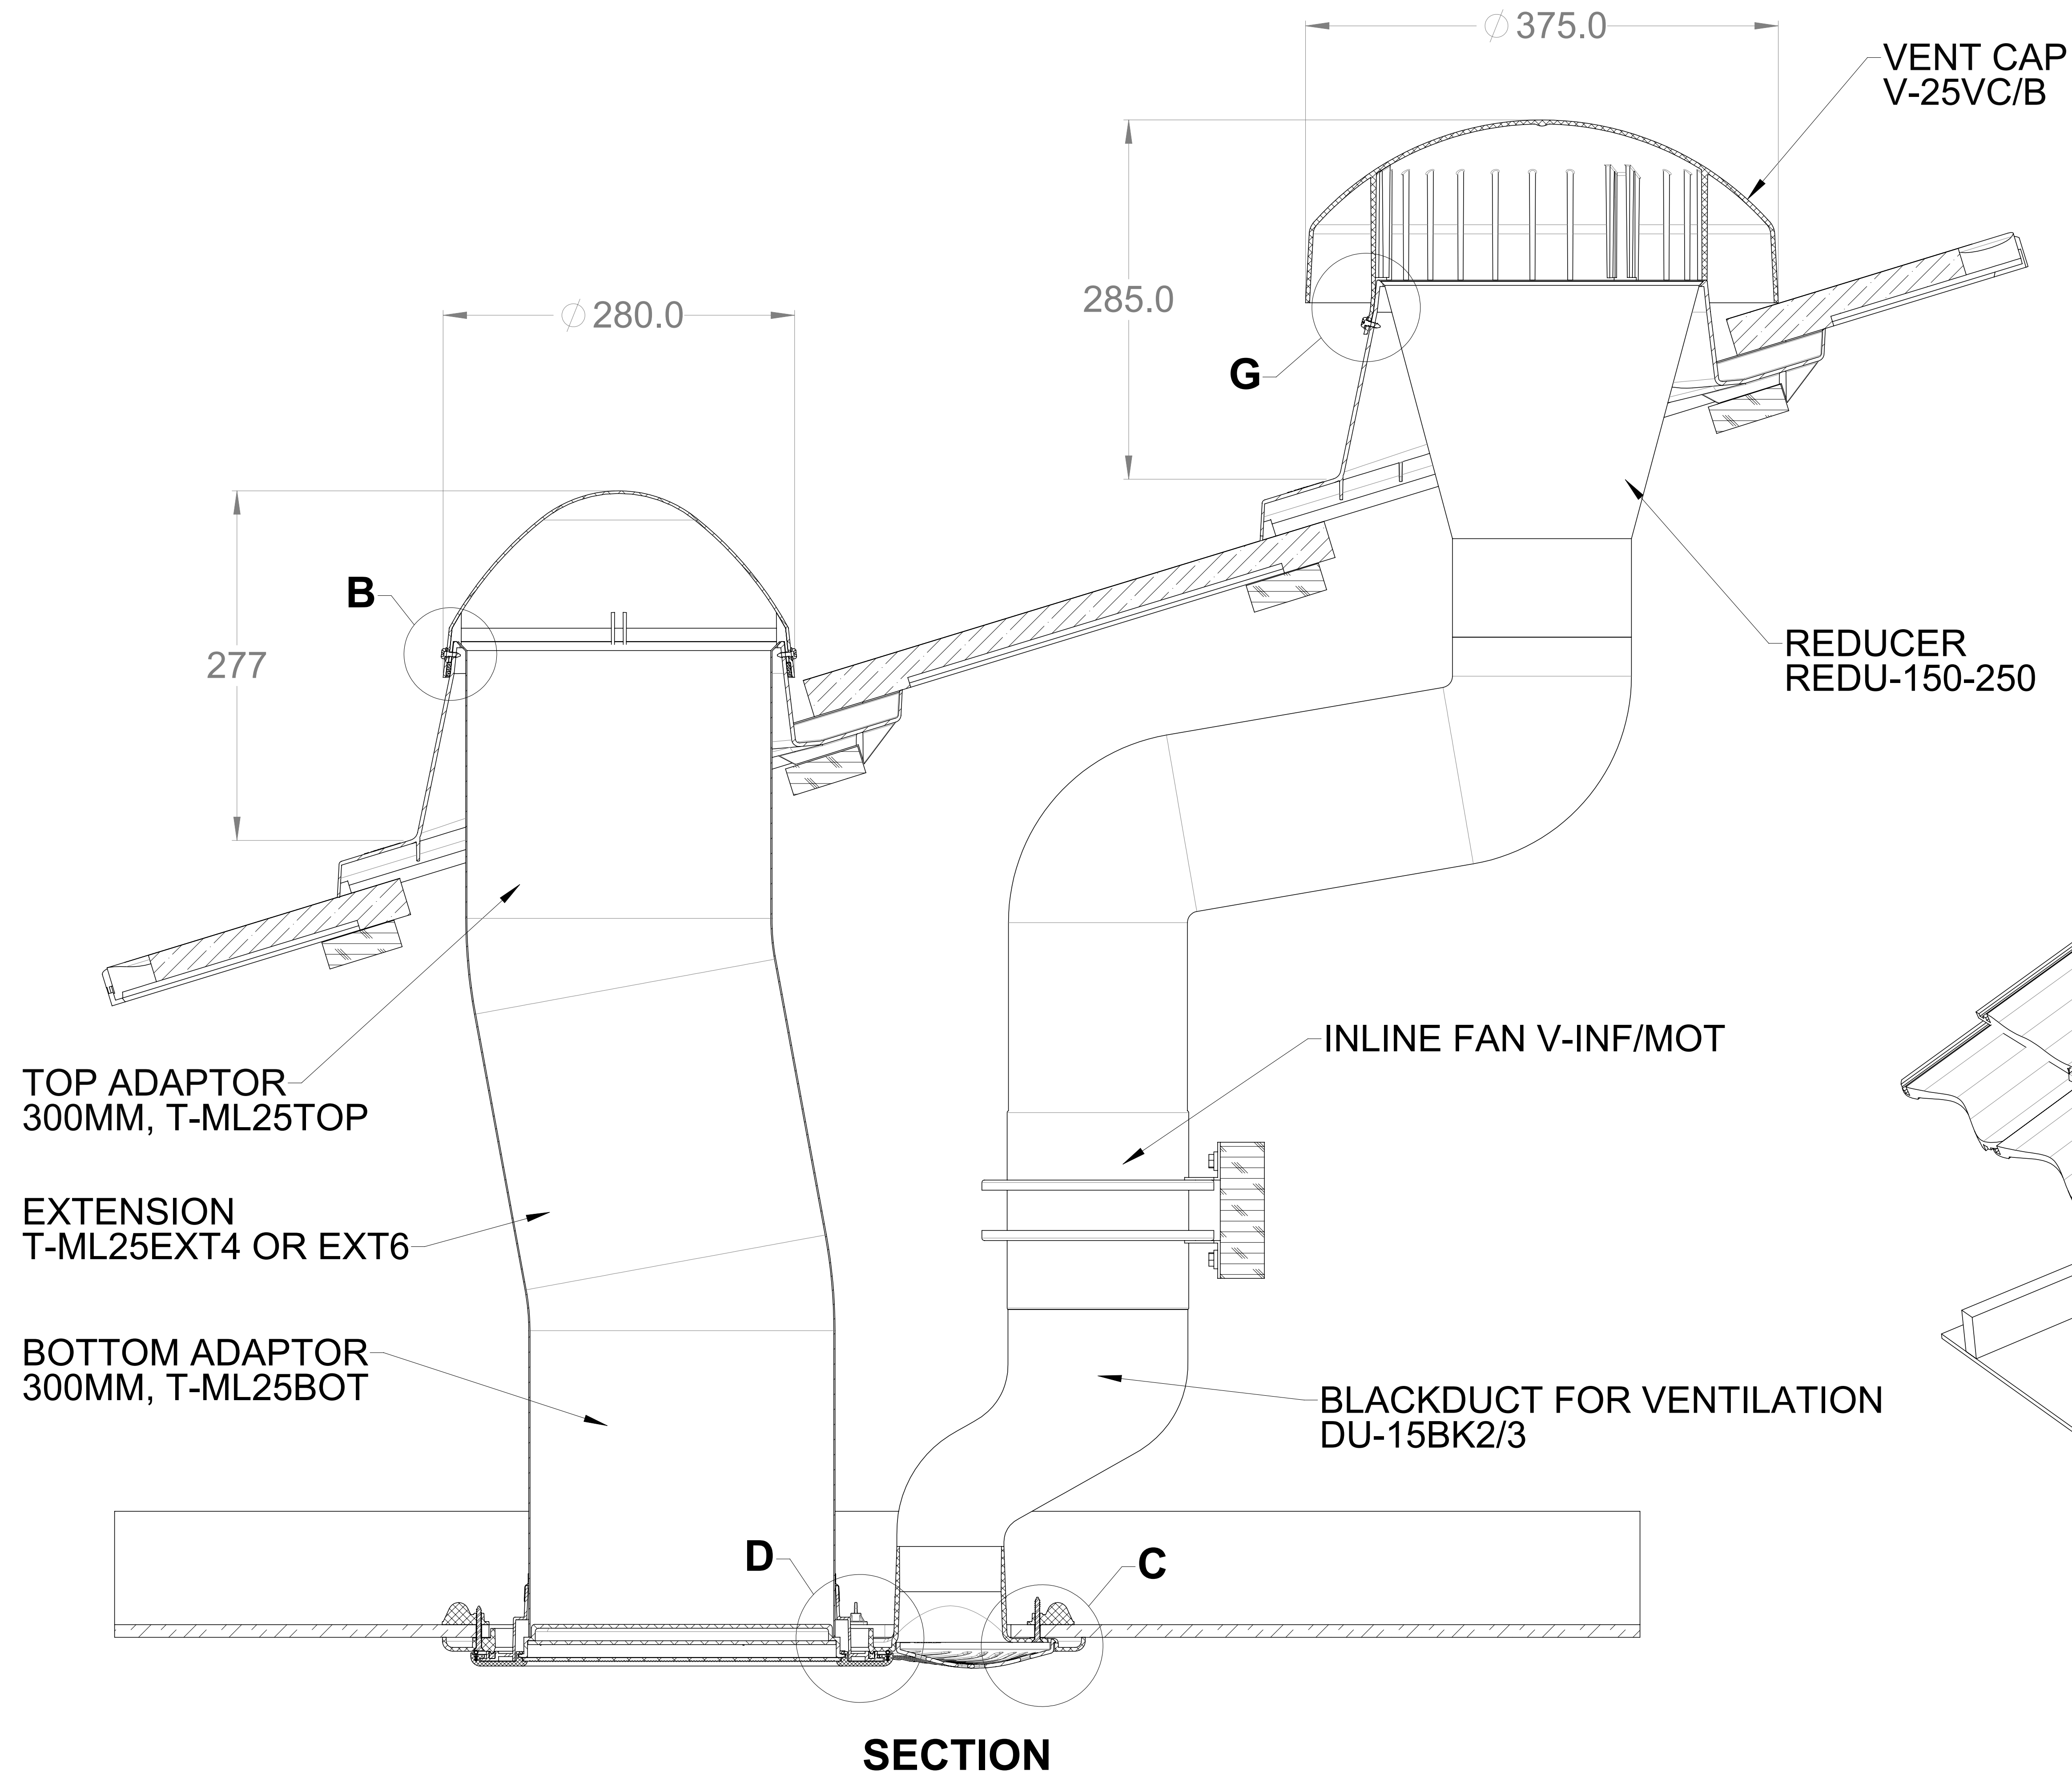 ⌀ 375.0
VENT CAP
V-25VC/B
285.0
⌀ 280.0
G
B
277
REDUCER
REDU-150-250
INLINE FAN V-INF/MOT
TOP ADAPTOR
300MM, T-ML25TOP
EXTENSION
T-ML25EXT4 OR EXT6
BOTTOM ADAPTOR
300MM, T-ML25BOT
BLACKDUCT FOR VENTILATION
DU-15BK2/3
D
C
SECTION